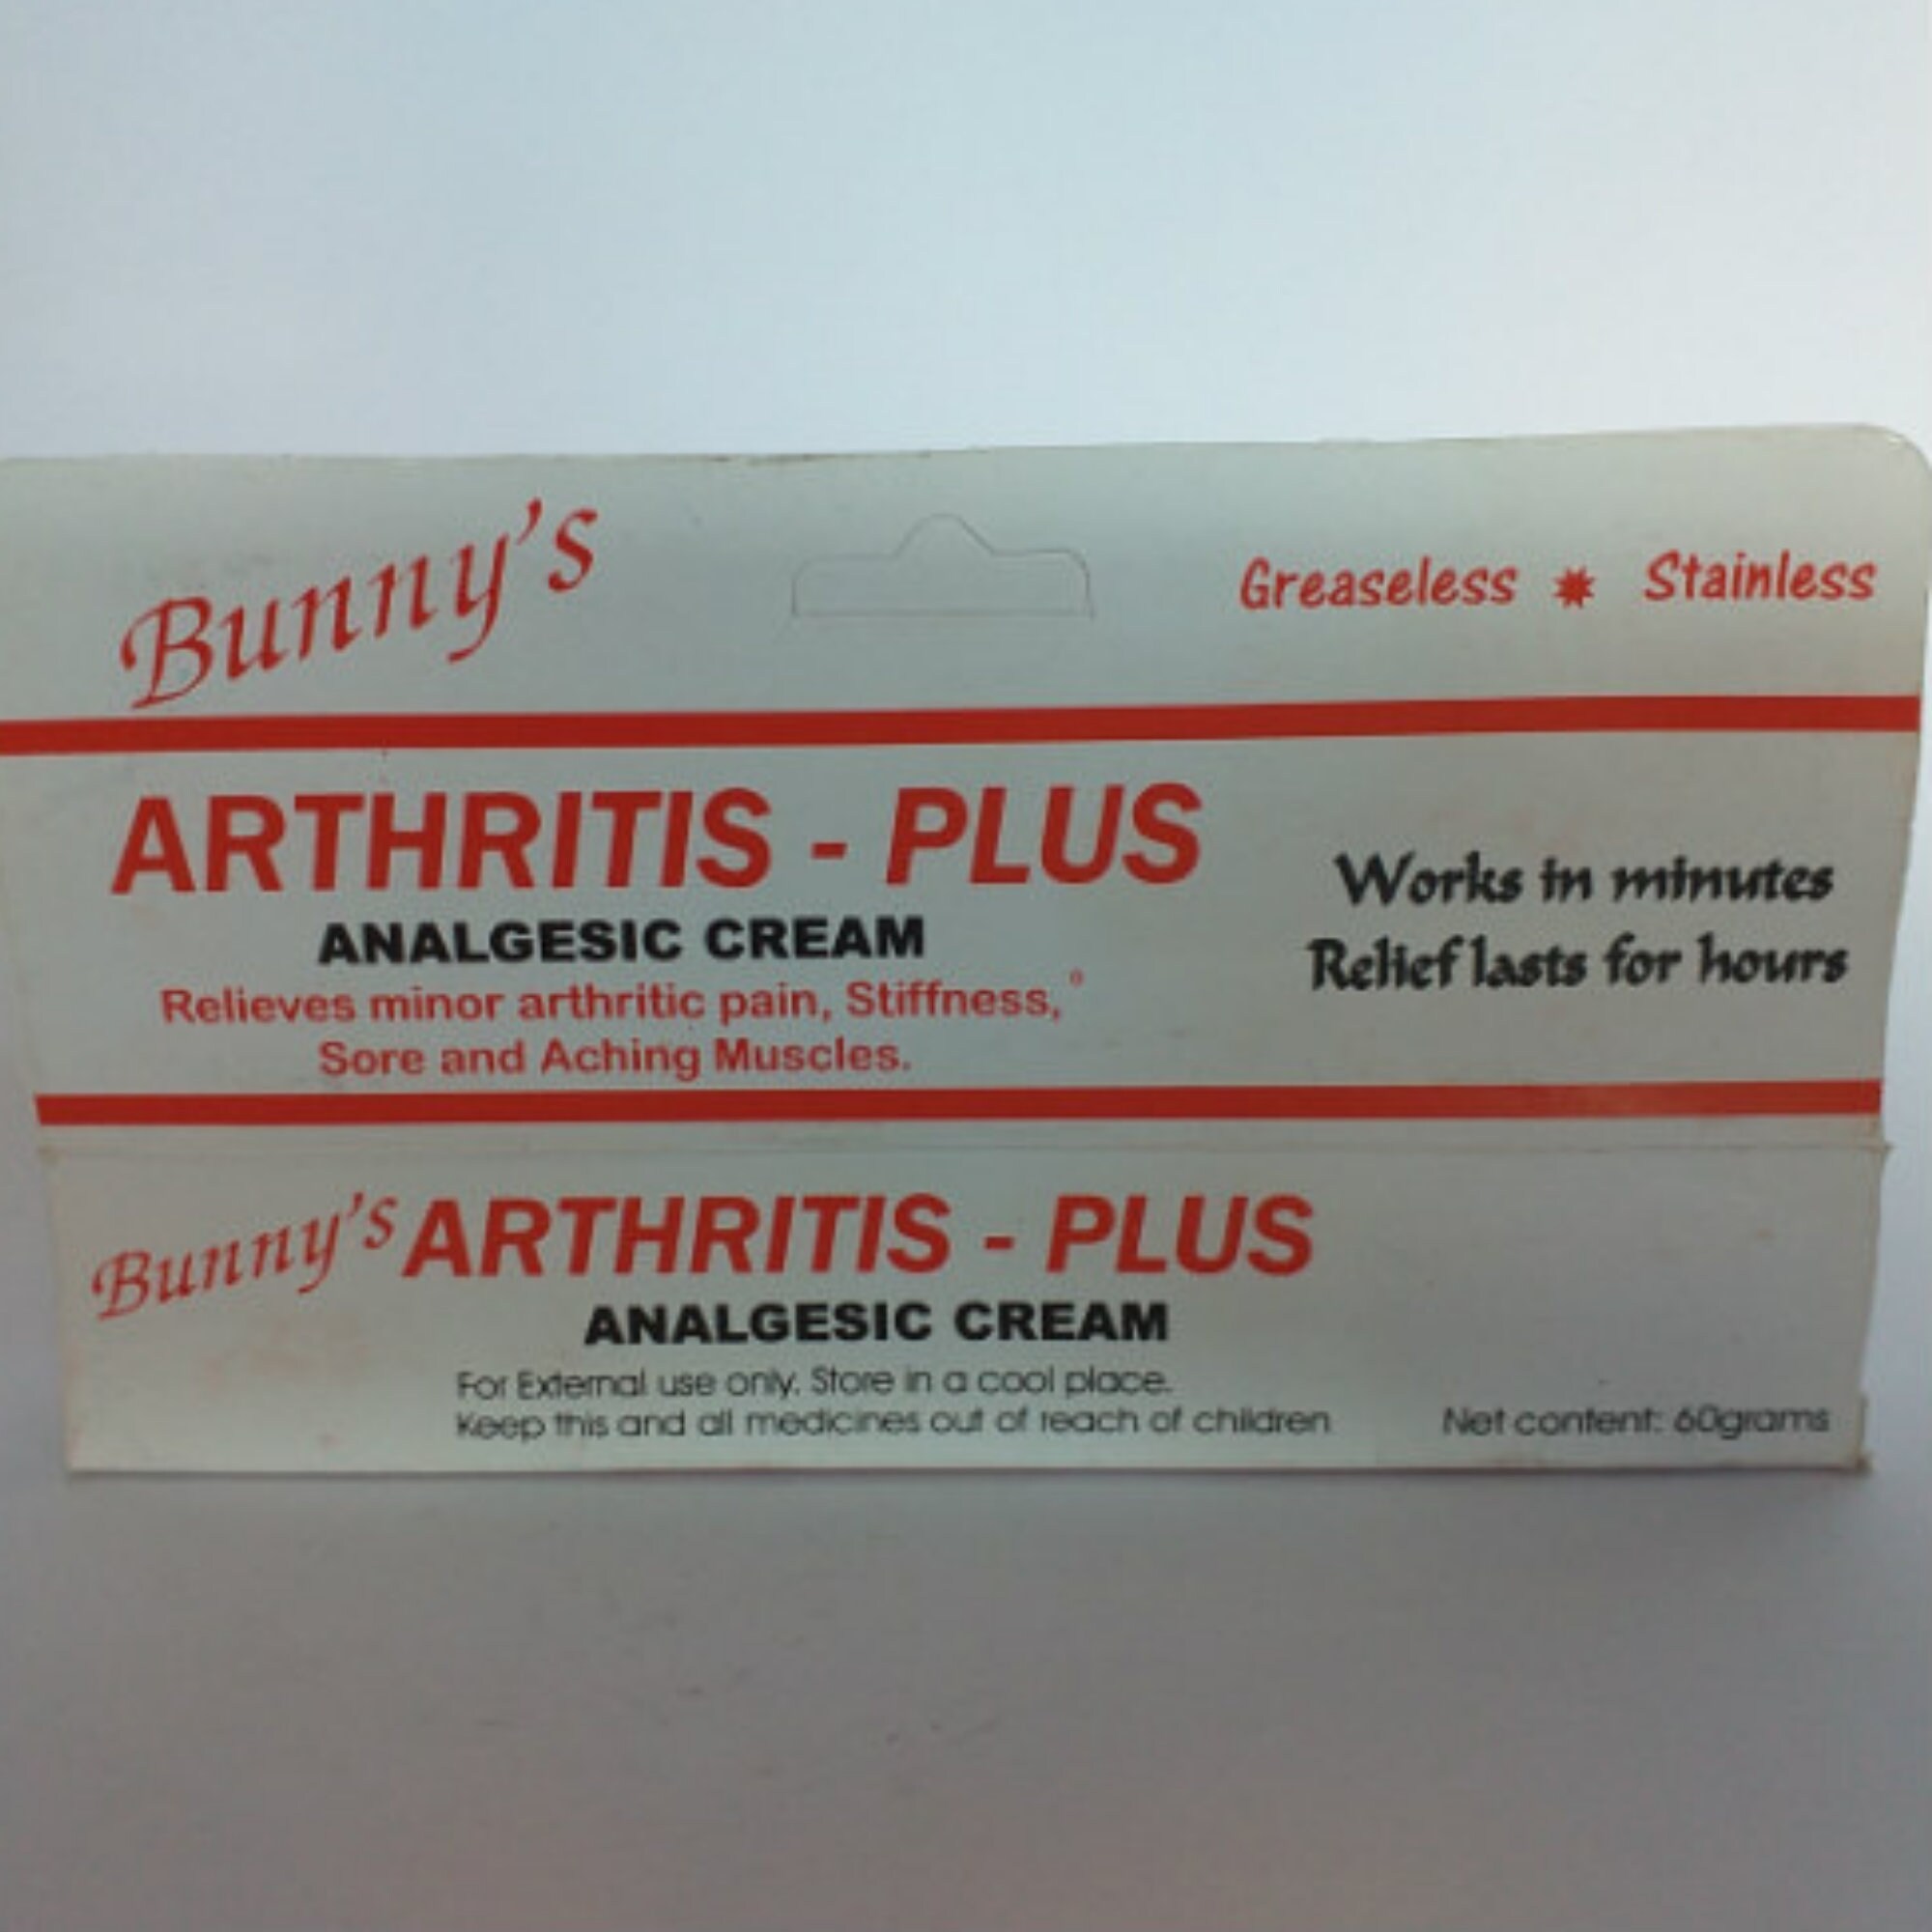 Bunny's
Greaseless * Stainless
ARTHRITIS - PLUS
ANALGESIC CREAM
Relieves minor arthritic pain, Stiffness,
Sore and Aching Muscles.
Works in minutes
Relief lasts for hours
Bunny's ARTHRITIS - PLUS
ANALGESIC CREAM
For External use only. Store in a cool place.
Keep this and all medicines out of reach of children
Net content: 60grams